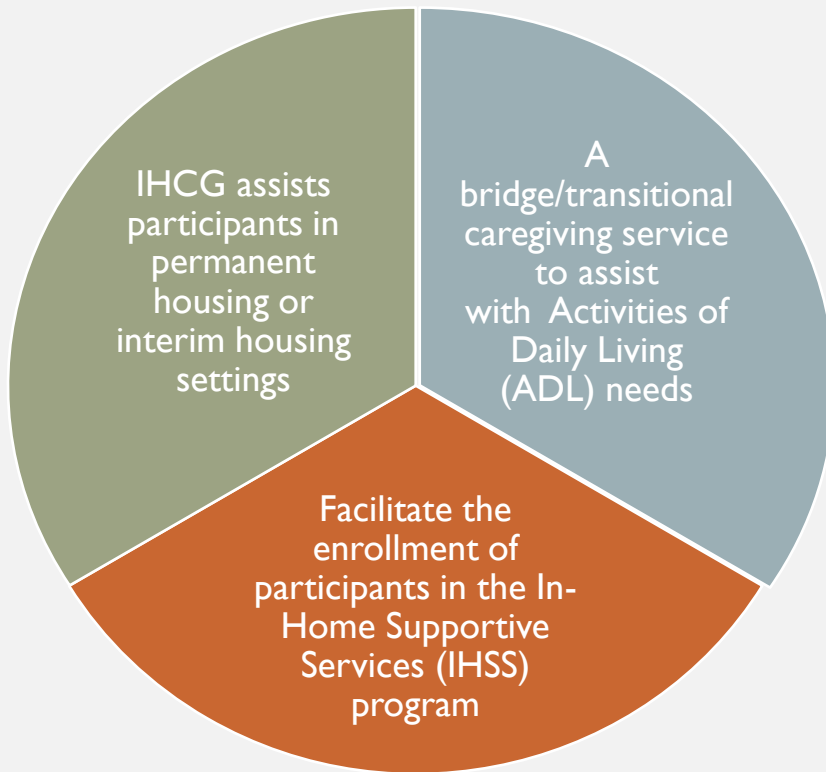 IHCG assists
participants in
permanent
housing or
interim housing
settings
A
bridge/transitional
caregiving service
to assist
with  Activities of
Daily Living
(ADL) needs
Facilitate the
enrollment of
participants in the In-
Home Supportive
Services (IHSS)
program